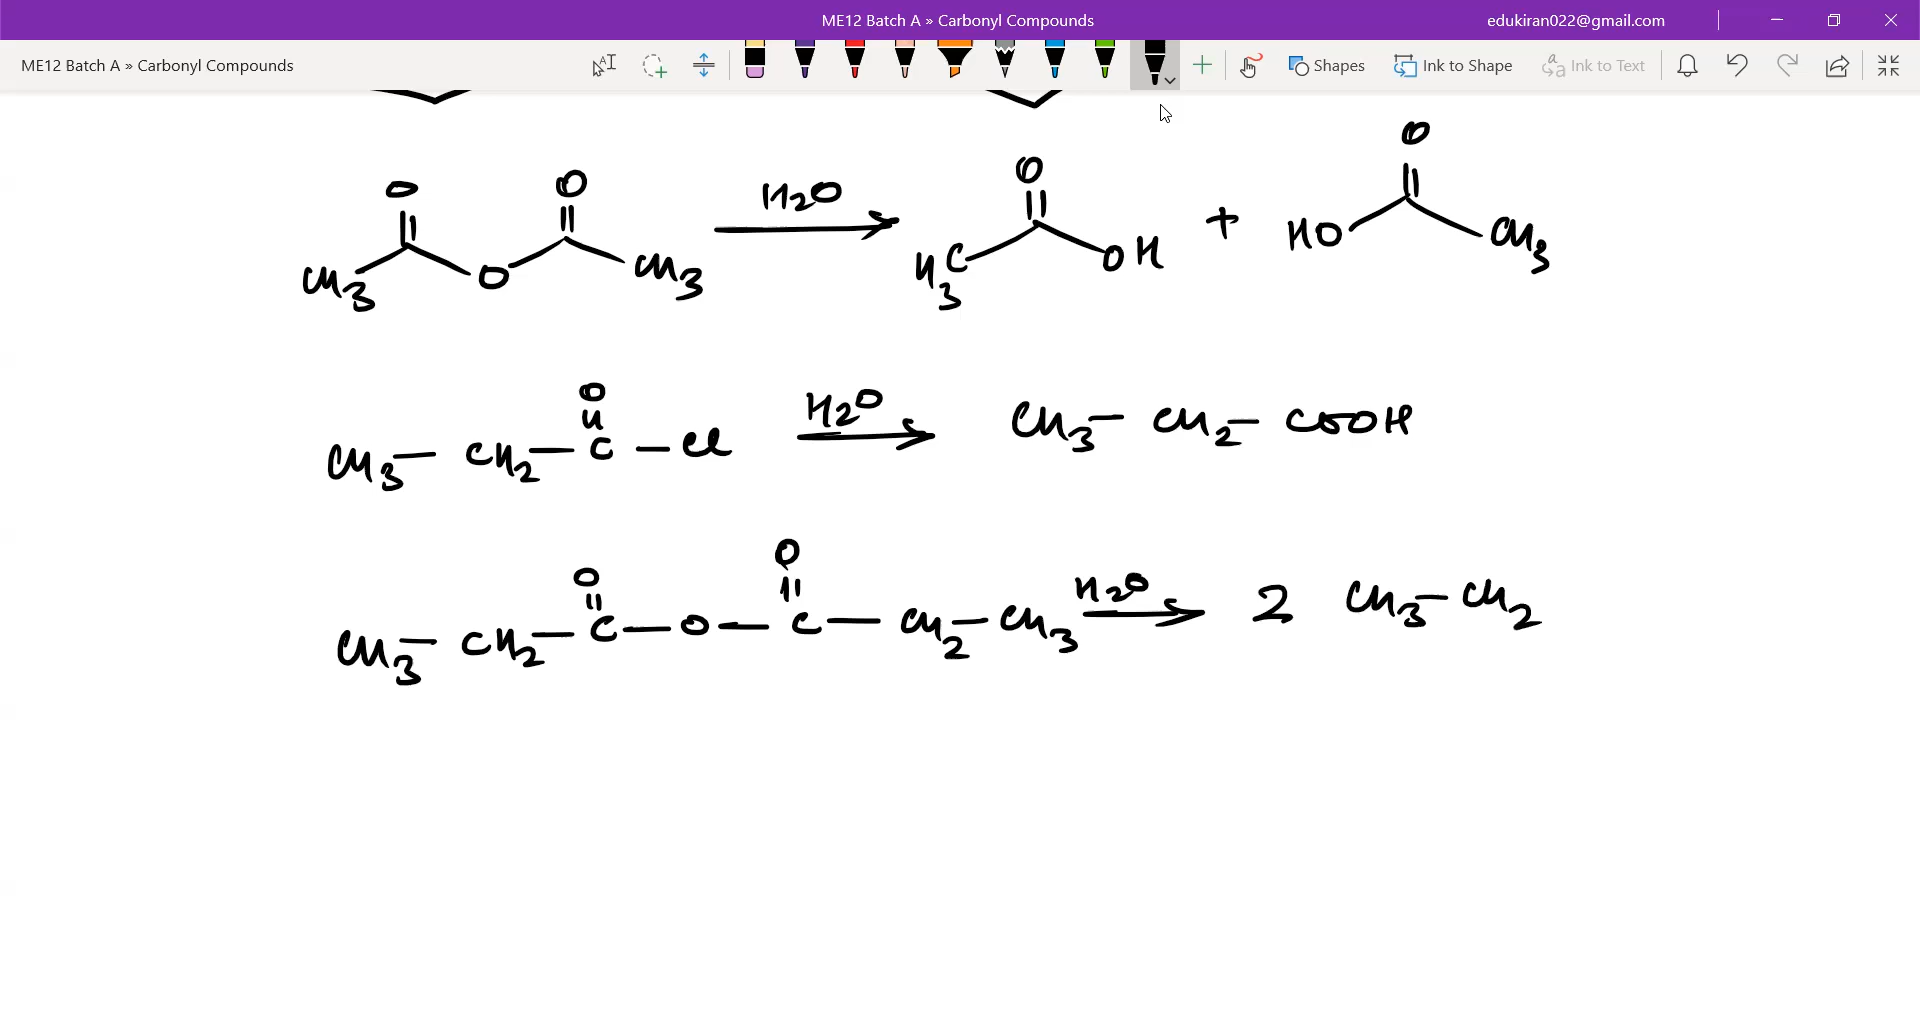 ME12 Batch A » Carbonyl Compounds edukiran022@gmail.com
ME12 Batch A » Carbonyl Compounds Shapes Ink to Shape Ink to Text
O O H2O O O
CH3 O CH3 H3C OH + HO CH3
O
CH3 — CH2 — C — Cl H2O CH3 — CH2 — COOH
O O
CH3 — CH2 — C — O — C — CH2 — CH3 H2O 2 CH3 — CH2